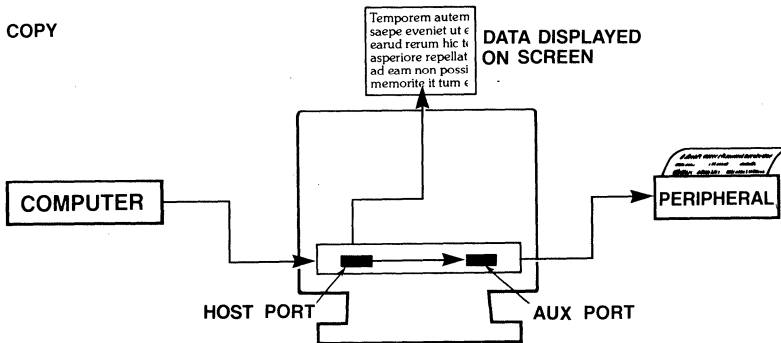 COPY
Temporem autem
saepe eveniet ut e
earud rerum hic te
asperiore repellat
ad eam non possi
memorite it tum e
DATA DISPLAYED
ON SCREEN
COMPUTER
PERIPHERAL
HOST PORT
AUX PORT